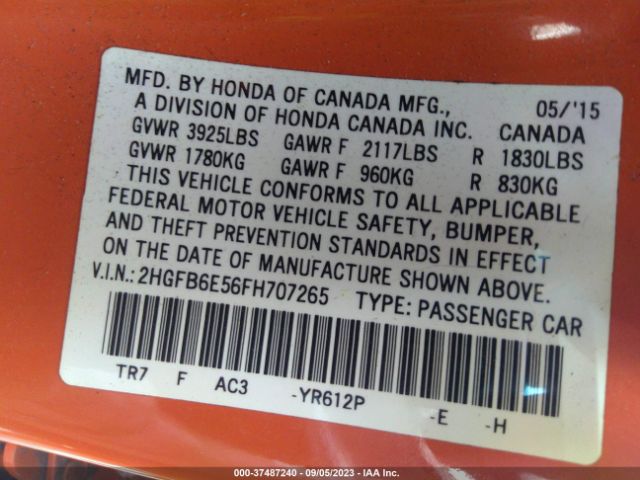 MFD. BY HONDA OF CANADA MFG., 05/'15
A DIVISION OF HONDA CANADA INC. CANADA
GVWR 3925LBS GAWR F 2117LBS R 1830LBS
GVWR 1780KG GAWR F 960KG R 830KG
THIS VEHICLE CONFORMS TO ALL APPLICABLE
FEDERAL MOTOR VEHICLE SAFETY, BUMPER,
AND THEFT PREVENTION STANDARDS IN EFFECT
ON THE DATE OF MANUFACTURE SHOWN ABOVE.
V.I.N.: 2HGFB6E56FH707265 TYPE: PASSENGER CAR
TR7 F AC3 -YR612P -E -H
000-37487240 - 09/05/2023 - IAA Inc.